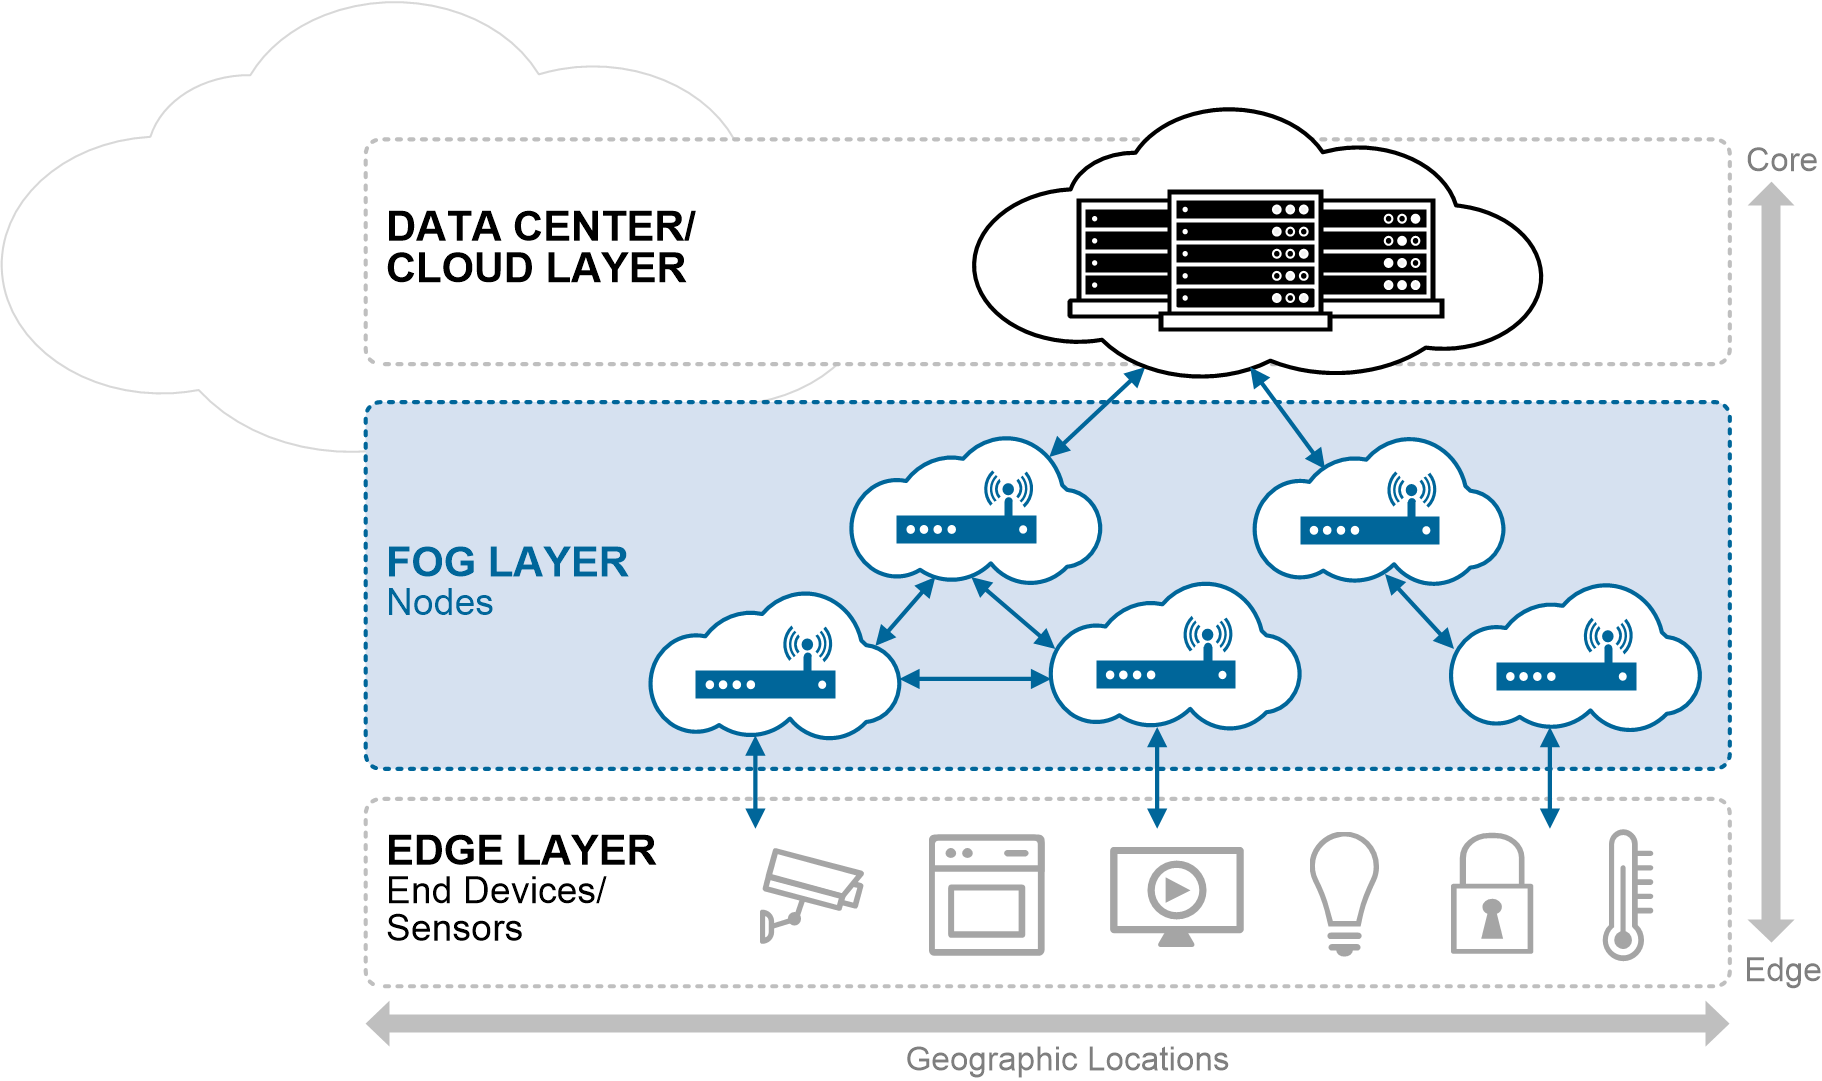 DATA CENTER/
CLOUD LAYER
Core
FOG LAYER
Nodes
EDGE LAYER
End Devices/
Sensors
Edge
Geographic Locations